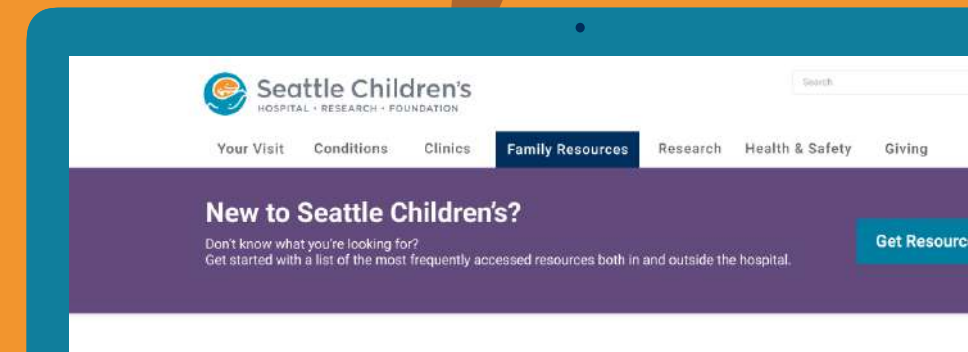 Seattle Children's
HOSPITAL • RESEARCH • FOUNDATION
Search
Your Visit Conditions Clinics Family Resources Research Health & Safety Giving
New to Seattle Children's?
Don't know what you're looking for?
Get started with a list of the most frequently accessed resources both in and outside the hospital.
Get Resourc